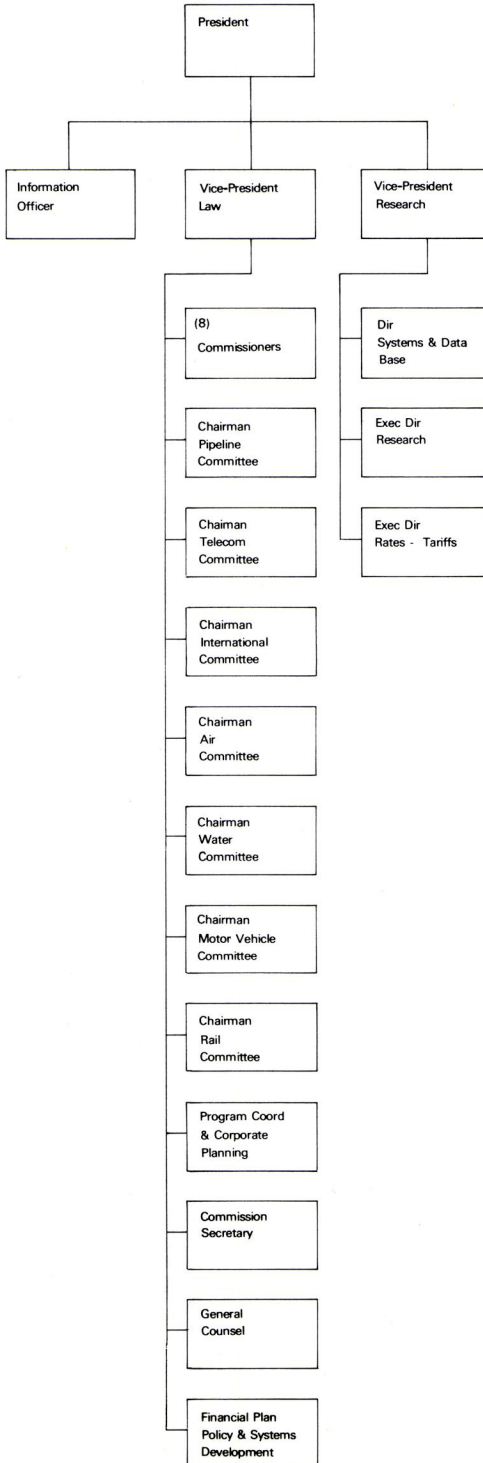 President
Information
Officer
Vice-President
Law
Vice-President
Research
(8)
Commissioners
Chairman
Pipeline
Committee
Chaiman
Telecom
Committee
Chairman
International
Committee
Chairman
Air
Committee
Chairman
Water
Committee
Chairman
Motor Vehicle
Committee
Chairman
Rail
Committee
Program Coord
& Corporate
Planning
Commission
Secretary
General
Counsel
Financial Plan
Policy & Systems
Development
Dir
Systems & Data
Base
Exec Dir
Research
Exec Dir
Rates - Tariffs